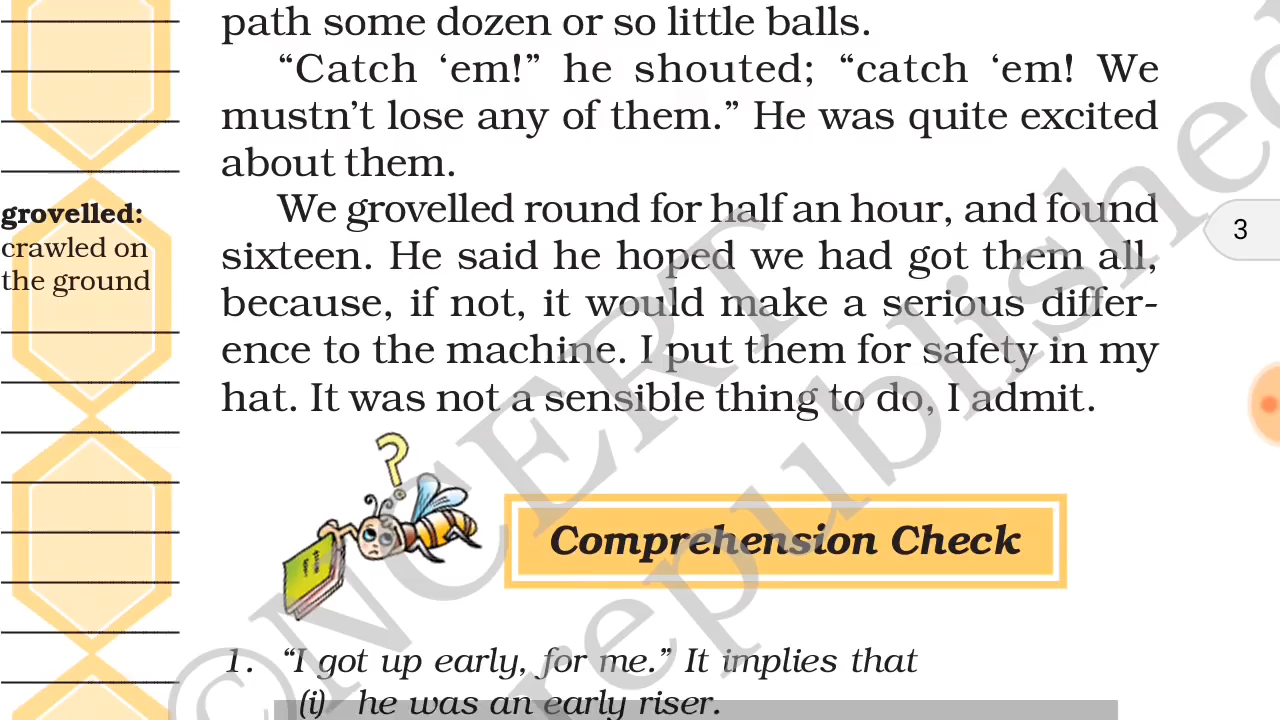 path some dozen or so little balls.
“Catch ‘em!” he shouted; “catch ‘em! We
mustn’t lose any of them.” He was quite excited
about them.
grovelled:
crawled on
the ground
We grovelled round for half an hour, and found
sixteen. He said he hoped we had got them all,
because, if not, it would make a serious differ-
ence to the machine. I put them for safety in my
hat. It was not a sensible thing to do, I admit.
3
?
Comprehension Check
1. “I got up early, for me.” It implies that
(i) he was an early riser.
©NCERT
republished